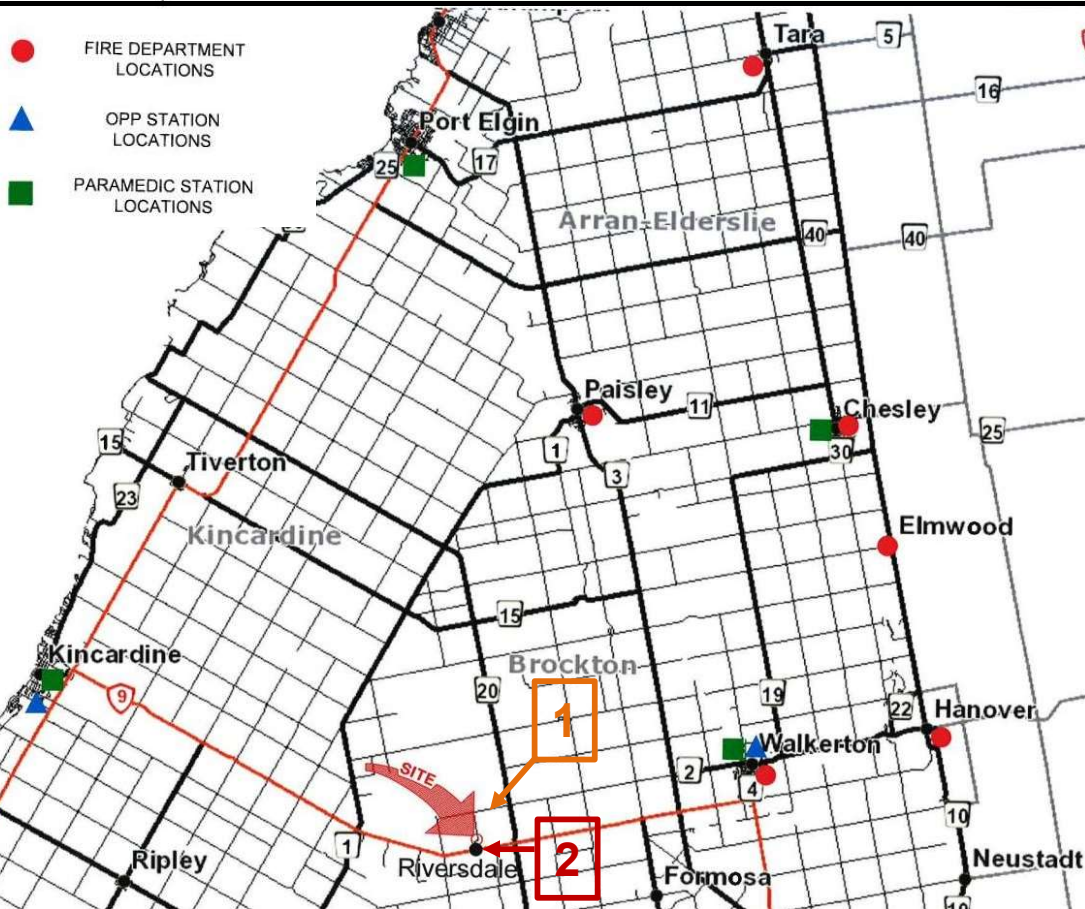 FIRE DEPARTMENT
LOCATIONS
OPP STATION
LOCATIONS
PARAMEDIC STATION
LOCATIONS
Tara
5
16
Port Elgin
25
17
Arran-Elderslie
40
40
Paisley
11
Chesley
15
1
30
25
Tiverton
3
23
Elmwood
Kincardine
15
Kincardine
Brockton
9
20
1
19
22
Hanover
Walkerton
2
SITE
4
10
1
2
Riversdale
Ripley
Formosa
Neustadt